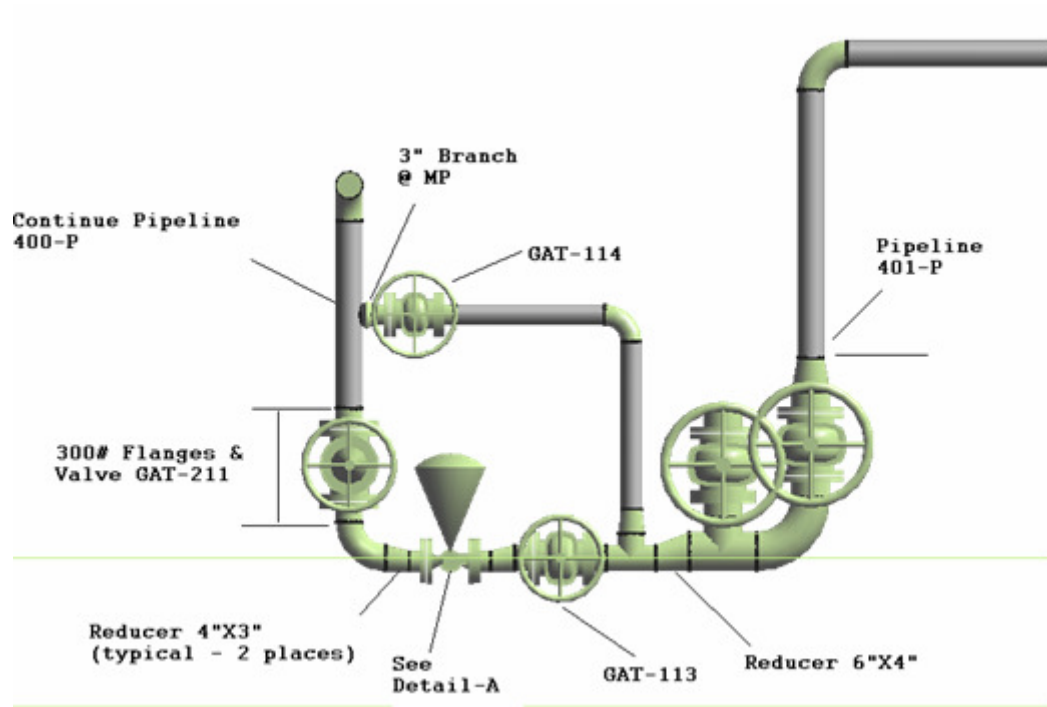 3" Branch
@ MP
Continue Pipeline
400-P
GAT-114
Pipeline
401-P
300# Flanges &
Valve GAT-211
Reducer 4"X3"
(typical - 2 places)
See
Detail-A
GAT-113
Reducer 6"X4"